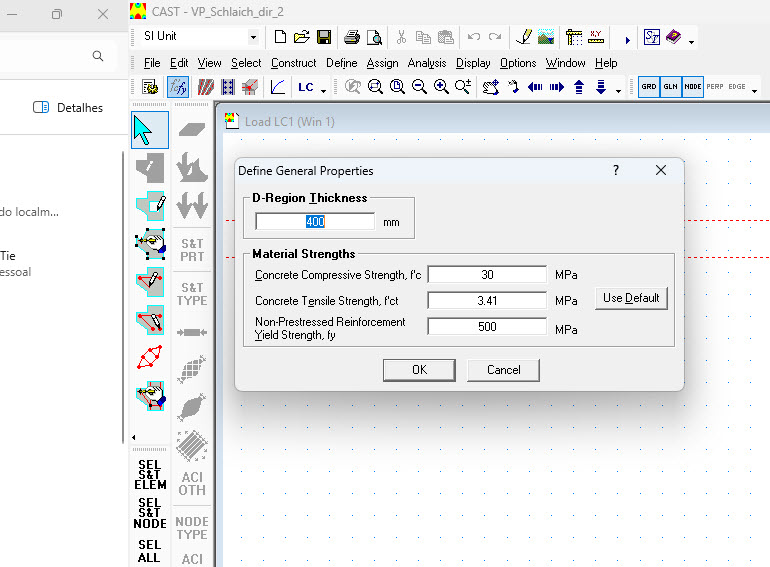 CAST - VP_Schlaich_dir_2
SI Unit
X,Y
ST
File Edit View Select Construct Define Assign Analysis Display Options Window Help
f'c fy LC GRD GLN NODE PERP EDGE
Detalhes
Load LC1 (Win 1)
do localm...
Tie
essoal
Define General Properties ?
D-Region Thickness
400 mm
Material Strengths
Concrete Compressive Strength, f'c 30 MPa
Concrete Tensile Strength, f'ct 3.41 MPa Use Default
Non-Prestressed Reinforcement
Yield Strength, fy 500 MPa
OK Cancel
S&T
PRT
S&T
TYPE
SEL
S&T
ELEM
ACI
OTH
SEL
S&T
NODE
NODE
TYPE
SEL
ALL
ACI